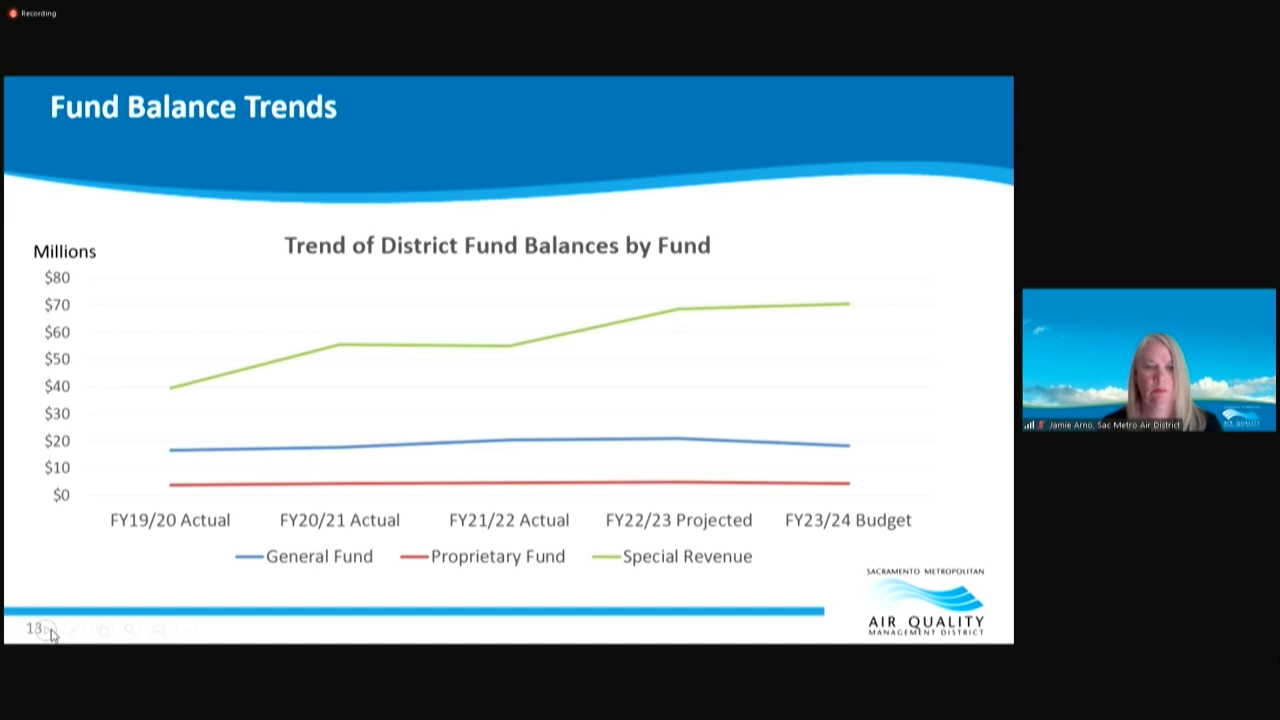 Recording
Fund Balance Trends
Trend of District Fund Balances by Fund
Millions
$80
$70
$60
$50
$40
$30
$20
$10
$0
FY19/20 Actual FY20/21 Actual FY21/22 Actual FY22/23 Projected FY23/24 Budget
General Fund Proprietary Fund Special Revenue
SACRAMENTO METROPOLITAN
AIR QUALITY
MANAGEMENT DISTRICT
13
Jamie Arno, Sac Metro Air District
AIR QUALITY